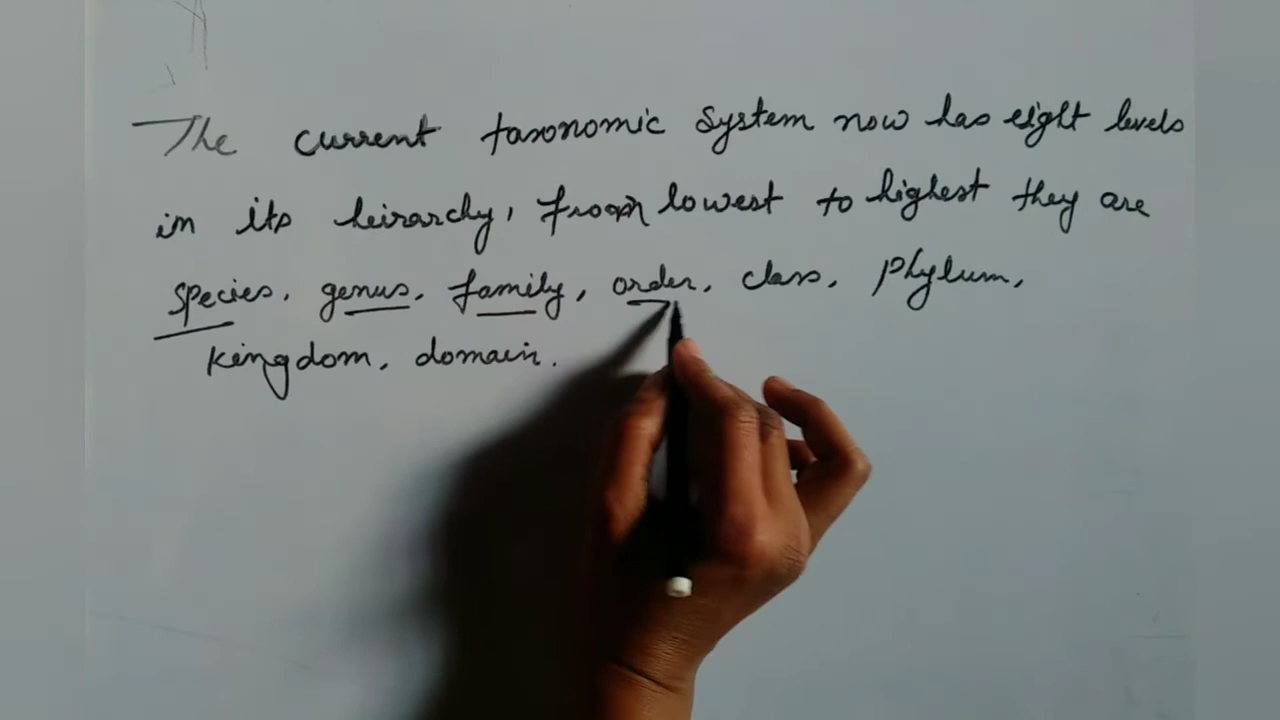 The current taxonomic System now has eight levels
in its heirarchy, from lowest to highest they are
Species, genus, family, order, class, phylum,
kingdom, domain.